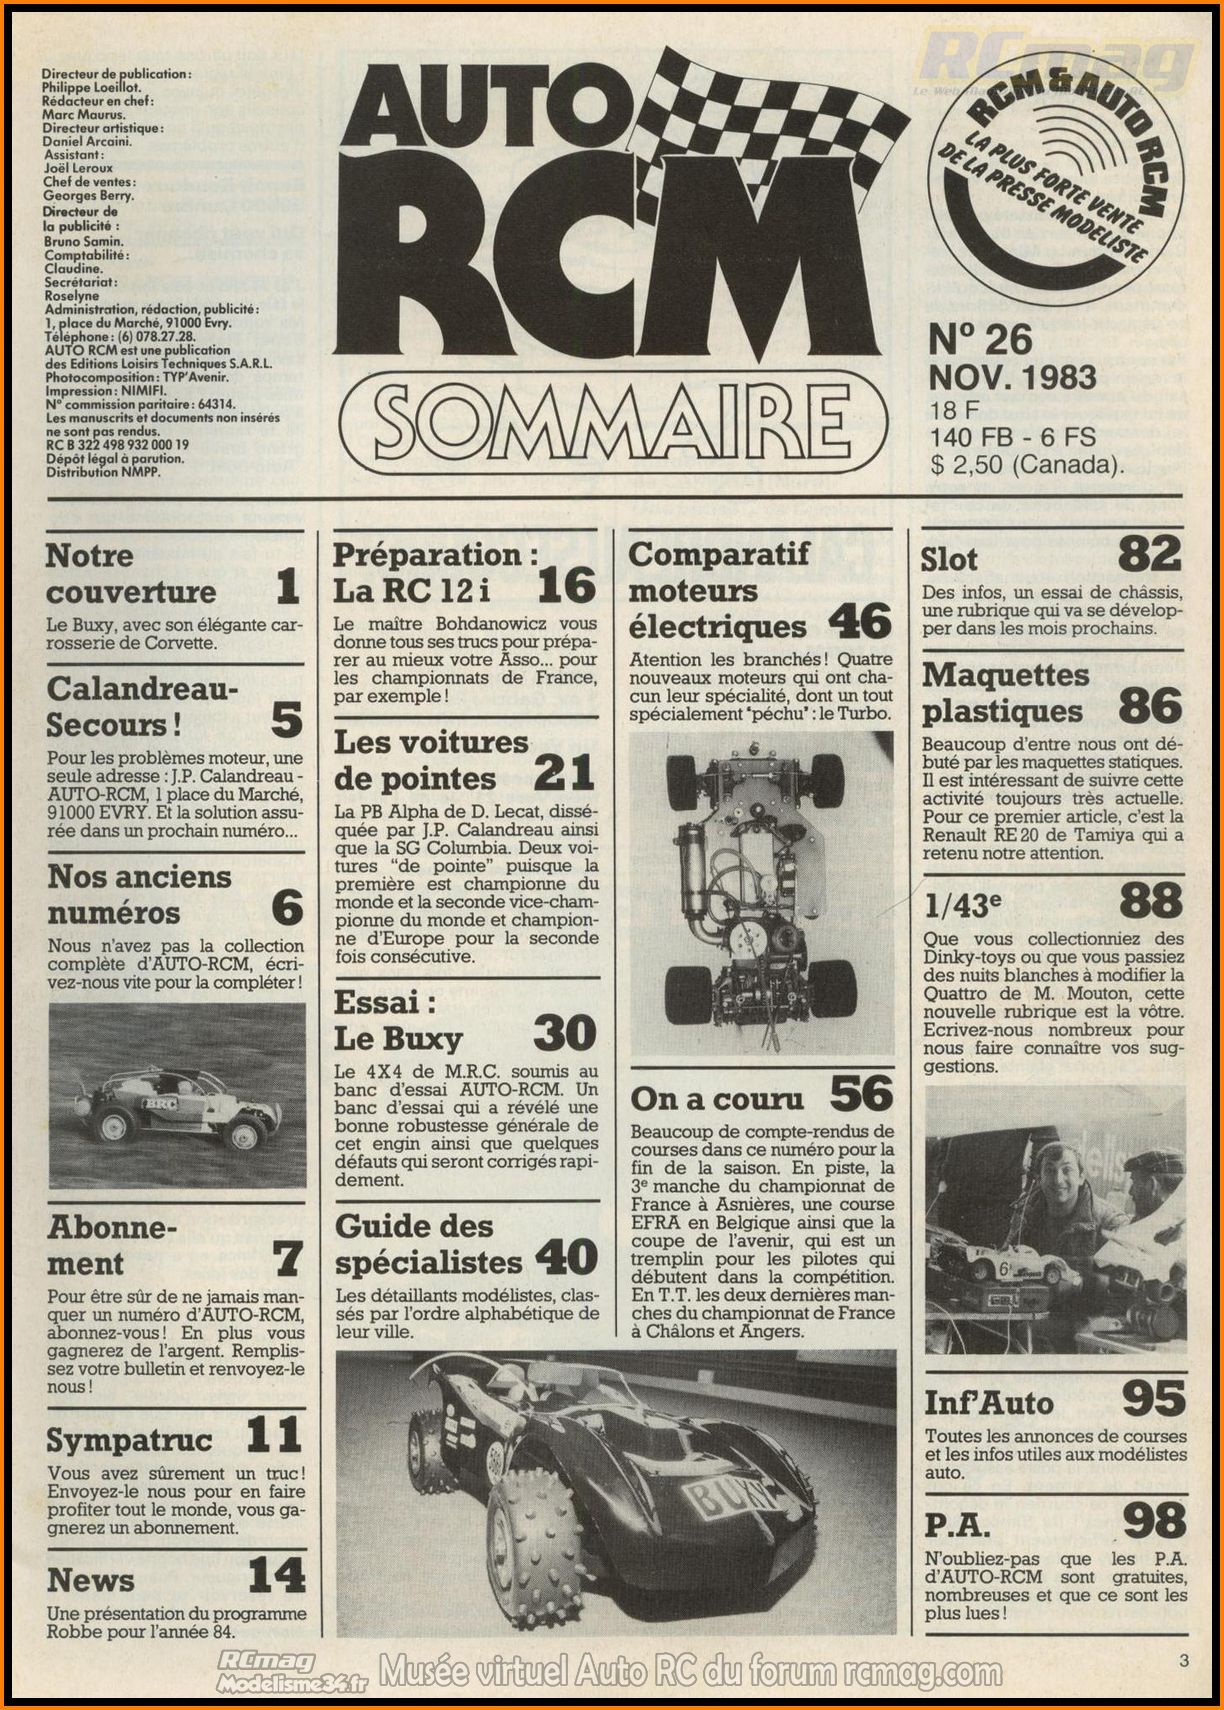 Directeur de publication:
Philippe Loeillot.
Rédacteur en chef:
Marc Maurus.
Directeur artistique:
Daniel Arcaini.
Assistant:
Joël Leroux
Chef de ventes:
Georges Berry.
Directeur de
la publicité :
Bruno Samin.
Comptabilité:
Claudine.
Secrétariat:
Roselyne
Administration, rédaction, publicité:
1, place du Marché, 91000 Evry.
Téléphone: (6) 078.27.28.
AUTO RCM est une publication
des Editions Loisirs Techniques S.A.R.L.
Photocomposition: TYP'Avenir.
Impression: NIMIFI.
N° commission paritaire: 64314.
Les manuscrits et documents non insérés
ne sont pas rendus.
RC B 322 498 932 000 19
Dépôt légal à parution.
Distribution NMPP.
AUTO
RCM
SOMMAIRE
RCmag
RCM & AUTO RCM
LA PLUS FORTE VENTE
DE LA PRESSE MODELISTE
N° 26
NOV. 1983
18 F
140 FB - 6 FS
$ 2,50 (Canada).
Notre
couverture 1
Le Buxy, avec son élégante car-
rosserie de Corvette.
Calandreau-
Secours! 5
Pour les problèmes moteur, une
seule adresse : J.P. Calandreau -
AUTO-RCM, 1 place du Marché,
91000 EVRY. Et la solution assu-
rée dans un prochain numéro...
Nos anciens
numéros 6
Nous n'avez pas la collection
complète d'AUTO-RCM, écri-
vez-nous vite pour la compléter!
BRC
Abonne-
ment 7
Pour être sûr de ne jamais man-
quer un numéro d'AUTO-RCM,
abonnez-vous! En plus vous
gagnerez de l'argent. Remplis-
sez votre bulletin et renvoyez-le
nous!
Sympatruc 11
Vous avez sûrement un truc!
Envoyez-le nous pour en faire
profiter tout le monde, vous ga-
gnerez un abonnement.
News 14
Une présentation du programme
Robbe pour l'année 84.
Préparation :
La RC 12 i 16
Le maître Bohdanowicz vous
donne tous ses trucs pour prépa-
rer au mieux votre Asso... pour
les championnats de France,
par exemple!
Les voitures
de pointes 21
La PB Alpha de D. Lecat, dissé-
quée par J.P. Calandreau ainsi
que la SG Columbia. Deux voi-
tures "de pointe" puisque la
première est championne du
monde et la seconde vice-cham-
pionne du monde et champion-
ne d'Europe pour la seconde
fois consécutive.
Essai :
Le Buxy 30
Le 4X4 de M.R.C. soumis au
banc d'essai AUTO-RCM. Un
banc d'essai qui a révélé une
bonne robustesse générale de
cet engin ainsi que quelques
défauts qui seront corrigés rapi-
dement.
Guide des
spécialistes 40
Les détaillants modélistes, clas-
sés par l'ordre alphabétique de
leur ville.
BUXY
Comparatif
moteurs
électriques 46
Atention les branchés! Quatre
nouveaux moteurs qui ont cha-
cun leur spécialité, dont un tout
spécialement "péchu" : le Turbo.
On a couru 56
Beaucoup de compte-rendus de
courses dans ce numéro pour la
fin de la saison. En piste, la
3e manche du championnat de
France à Asnières, une course
EFRA en Belgique ainsi que la
coupe de l'avenir, qui est un
tremplin pour les pilotes qui
débutent dans la compétition.
En T.T. les deux dernières man-
ches du championnat de France
à Châlons et Angers.
Slot 82
Des infos, un essai de châssis,
une rubrique qui va se dévelop-
per dans les mois prochains.
Maquettes
plastiques 86
Beaucoup d'entre nous ont dé-
buté par les maquettes statiques.
Il est intéressant de suivre cette
activité toujours très actuelle.
Pour ce premier article, c'est la
Renault RE 20 de Tamiya qui a
retenu notre attention.
1/43e 88
Que vous collectionniez des
Dinky-toys ou que vous passiez
des nuits blanches à modifier la
Quattro de M. Mouton, cette
nouvelle rubrique est la vôtre.
Ecrivez-nous nombreux pour
nous faire connaître vos sug-
gestions.
6
Inf'Auto 95
Toutes les annonces de courses
et les infos utiles aux modélistes
auto.
P.A. 98
N'oubliez-pas que les P.A.
d'AUTO-RCM sont gratuites,
nombreuses et que ce sont les
plus lues!
3
RCmag
Modelisme34.fr
Musée virtuel Auto RC du forum rcmag.com